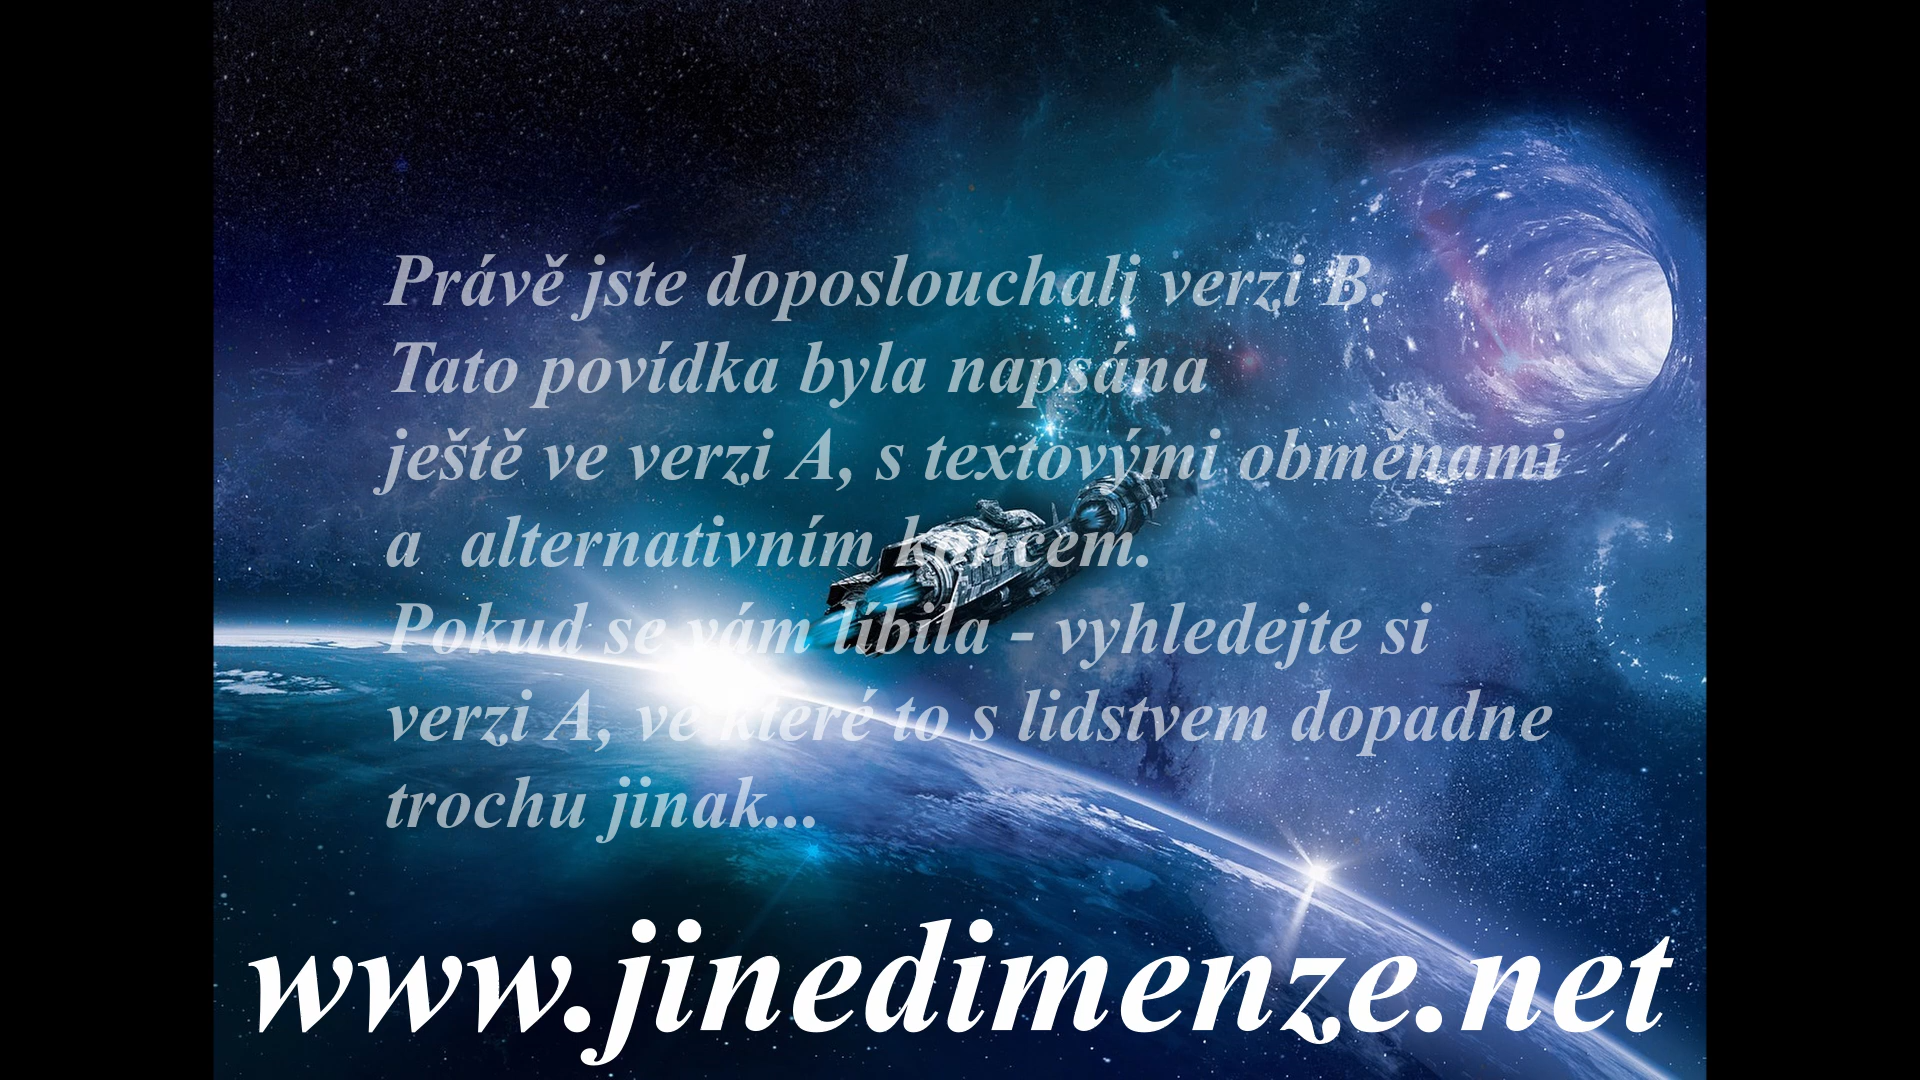 Právě jste doposlouchali verzi B.
Tato povídka byla napsána
ještě ve verzi A, s textovými obměnami
a alternativním koncem.
Pokud se vám líbila - vyhledejte si
verzi A, ve které to s lidstvem dopadne
trochu jinak...
www.jinedimenze.net